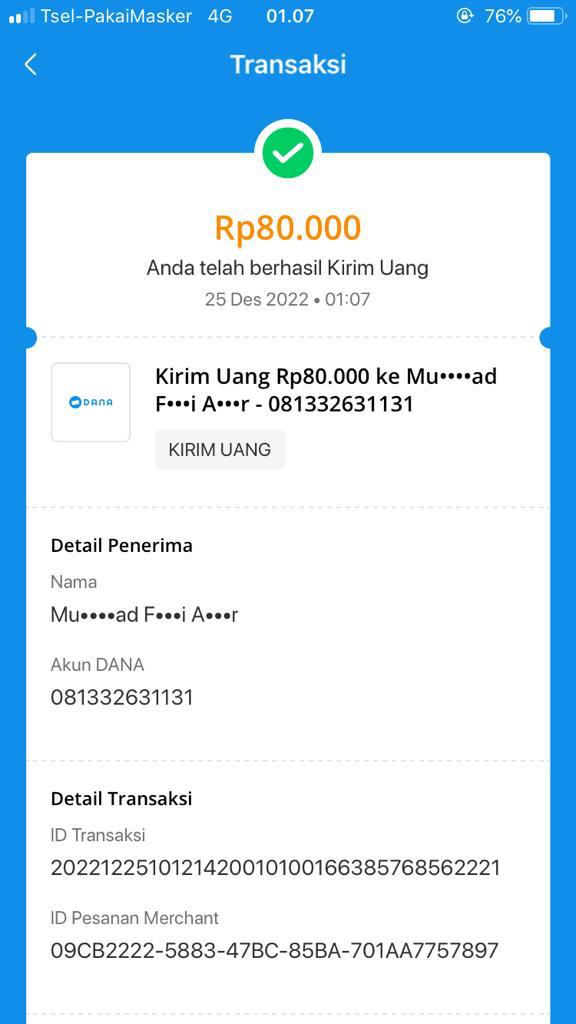 Tsel-PakaiMasker 4G 01.07 76%
Transaksi
Rp80.000
Anda telah berhasil Kirim Uang
25 Des 2022 • 01:07
DANA
Kirim Uang Rp80.000 ke Mu••••ad
F•••i A•••r - 081332631131
KIRIM UANG
Detail Penerima
Nama
Mu••••ad F•••i A•••r
Akun DANA
081332631131
Detail Transaksi
ID Transaksi
2022122510121420010100166385768562221
ID Pesanan Merchant
09CB2222-5883-47BC-85BA-701AA7757897